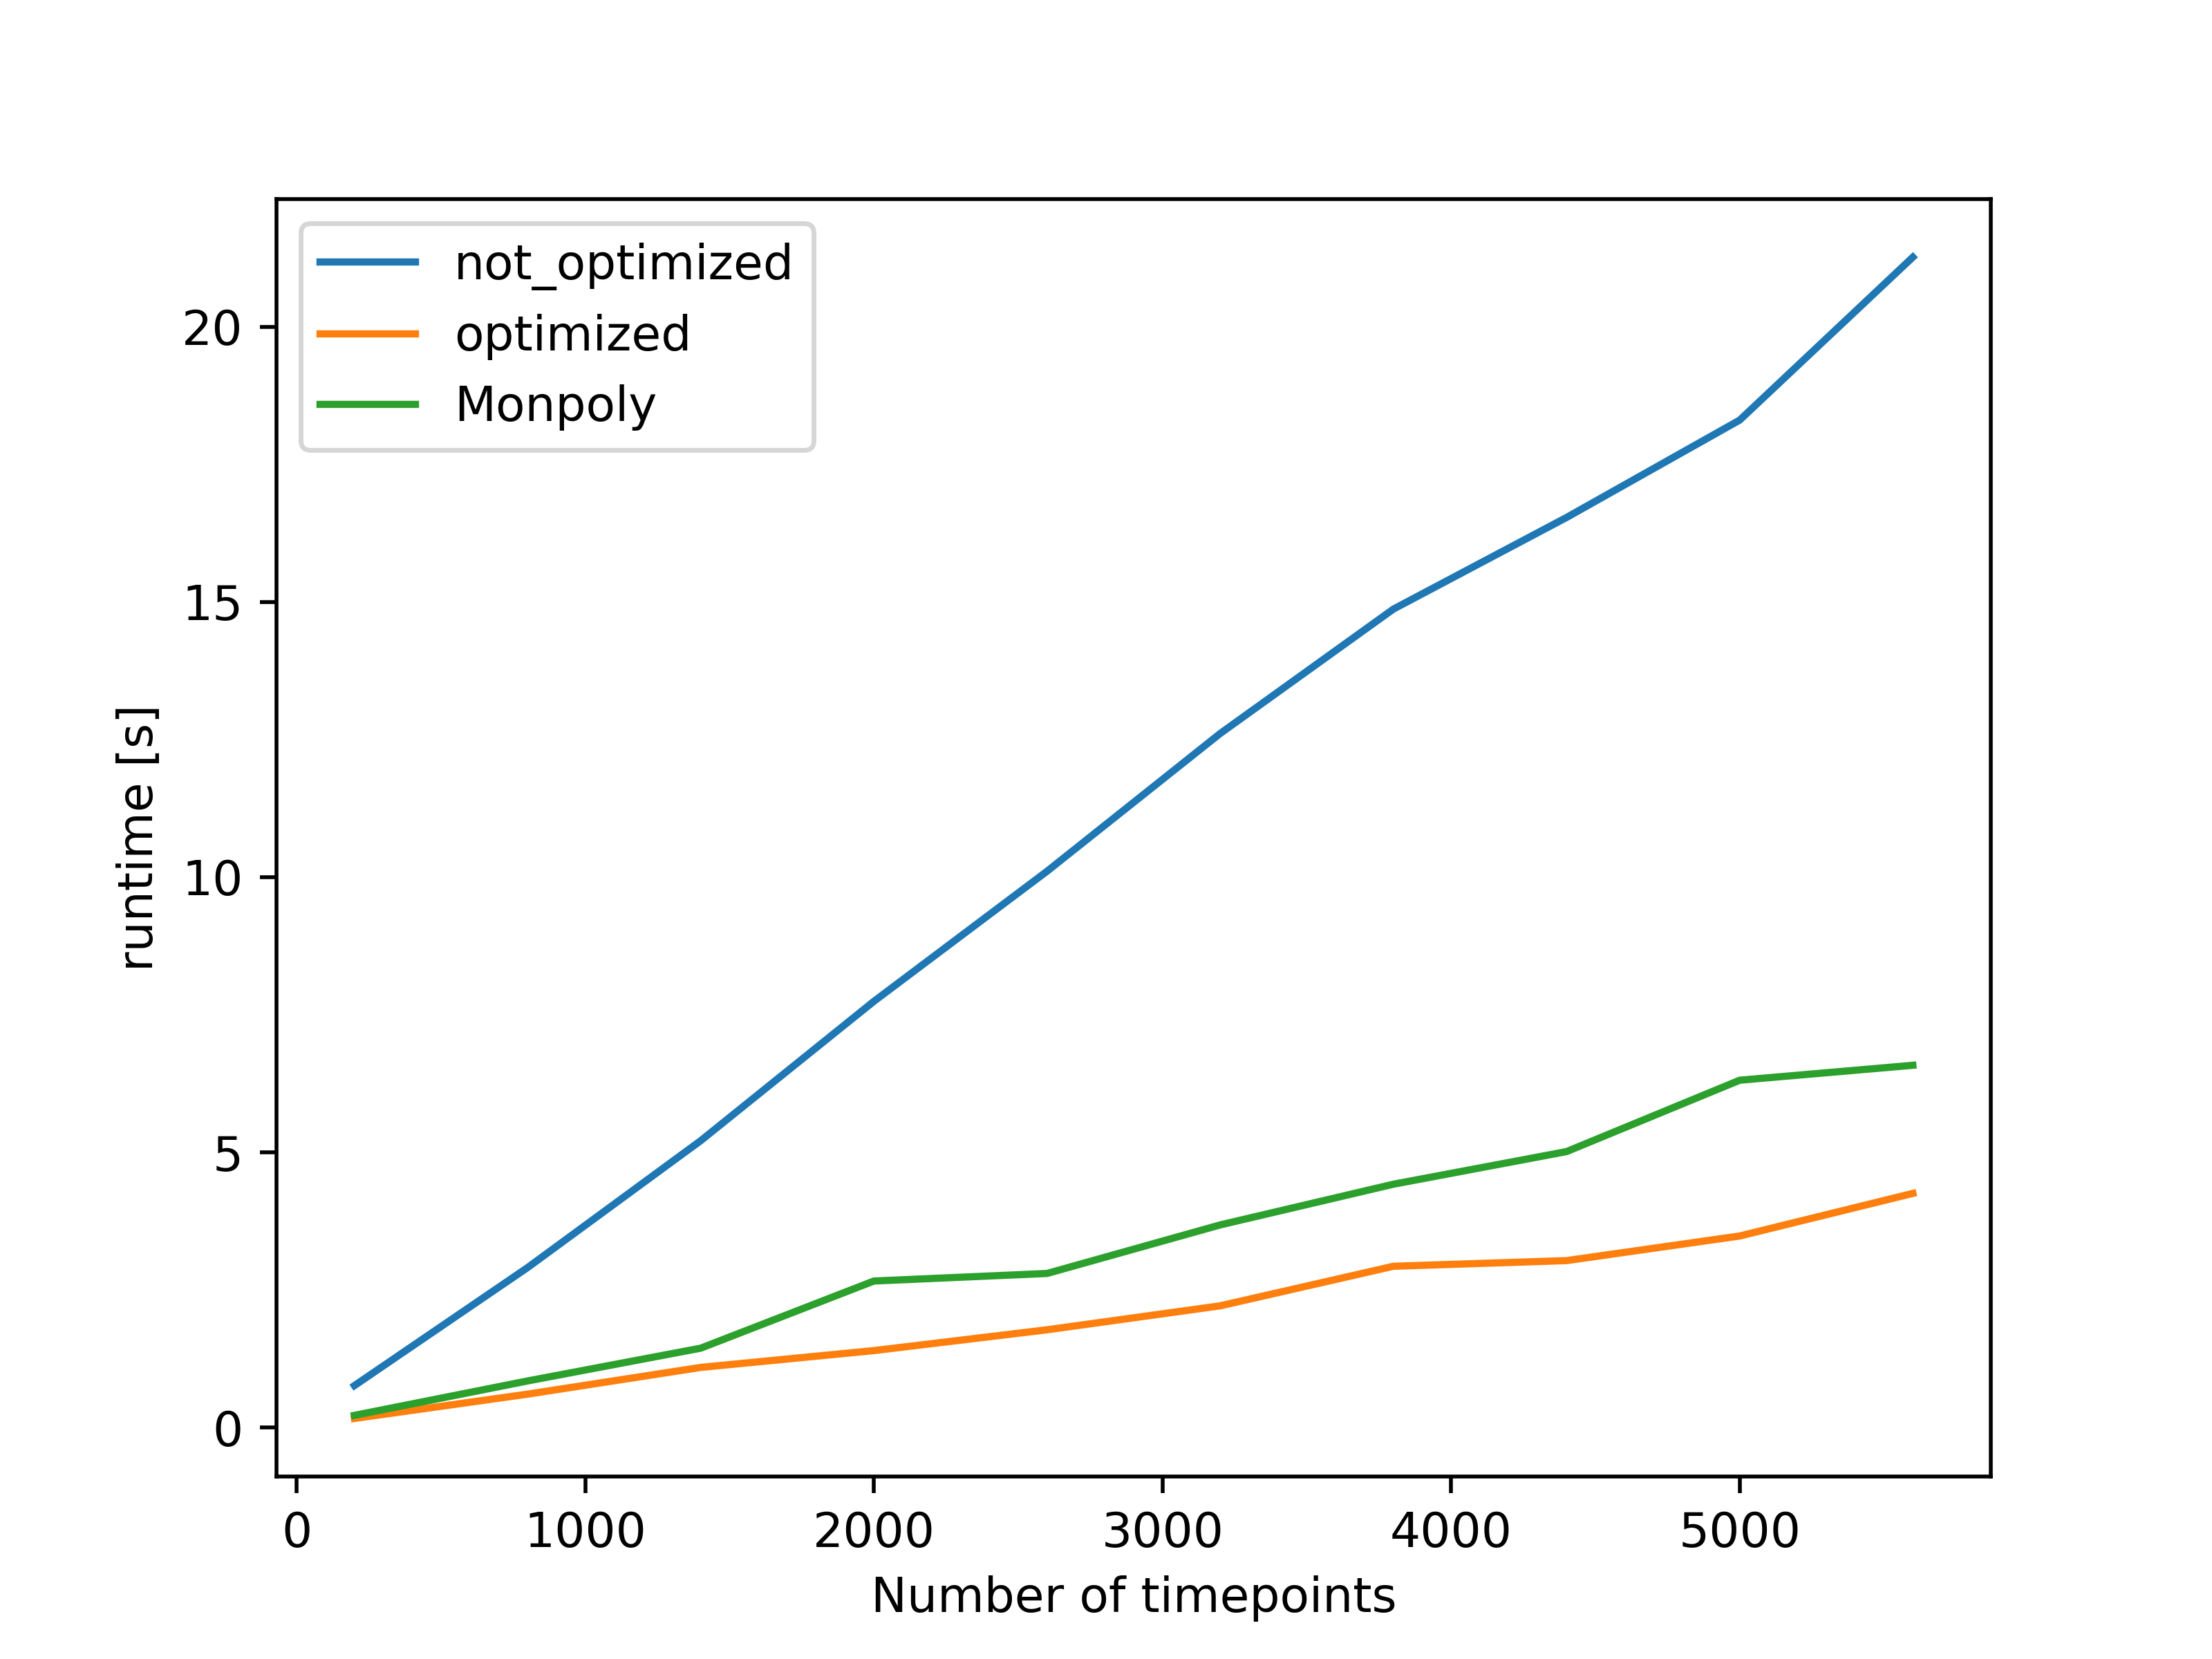 not_optimized
optimized
Monpoly
20
15
10
5
0
runtime [s]
0 1000 2000 3000 4000 5000
Number of timepoints